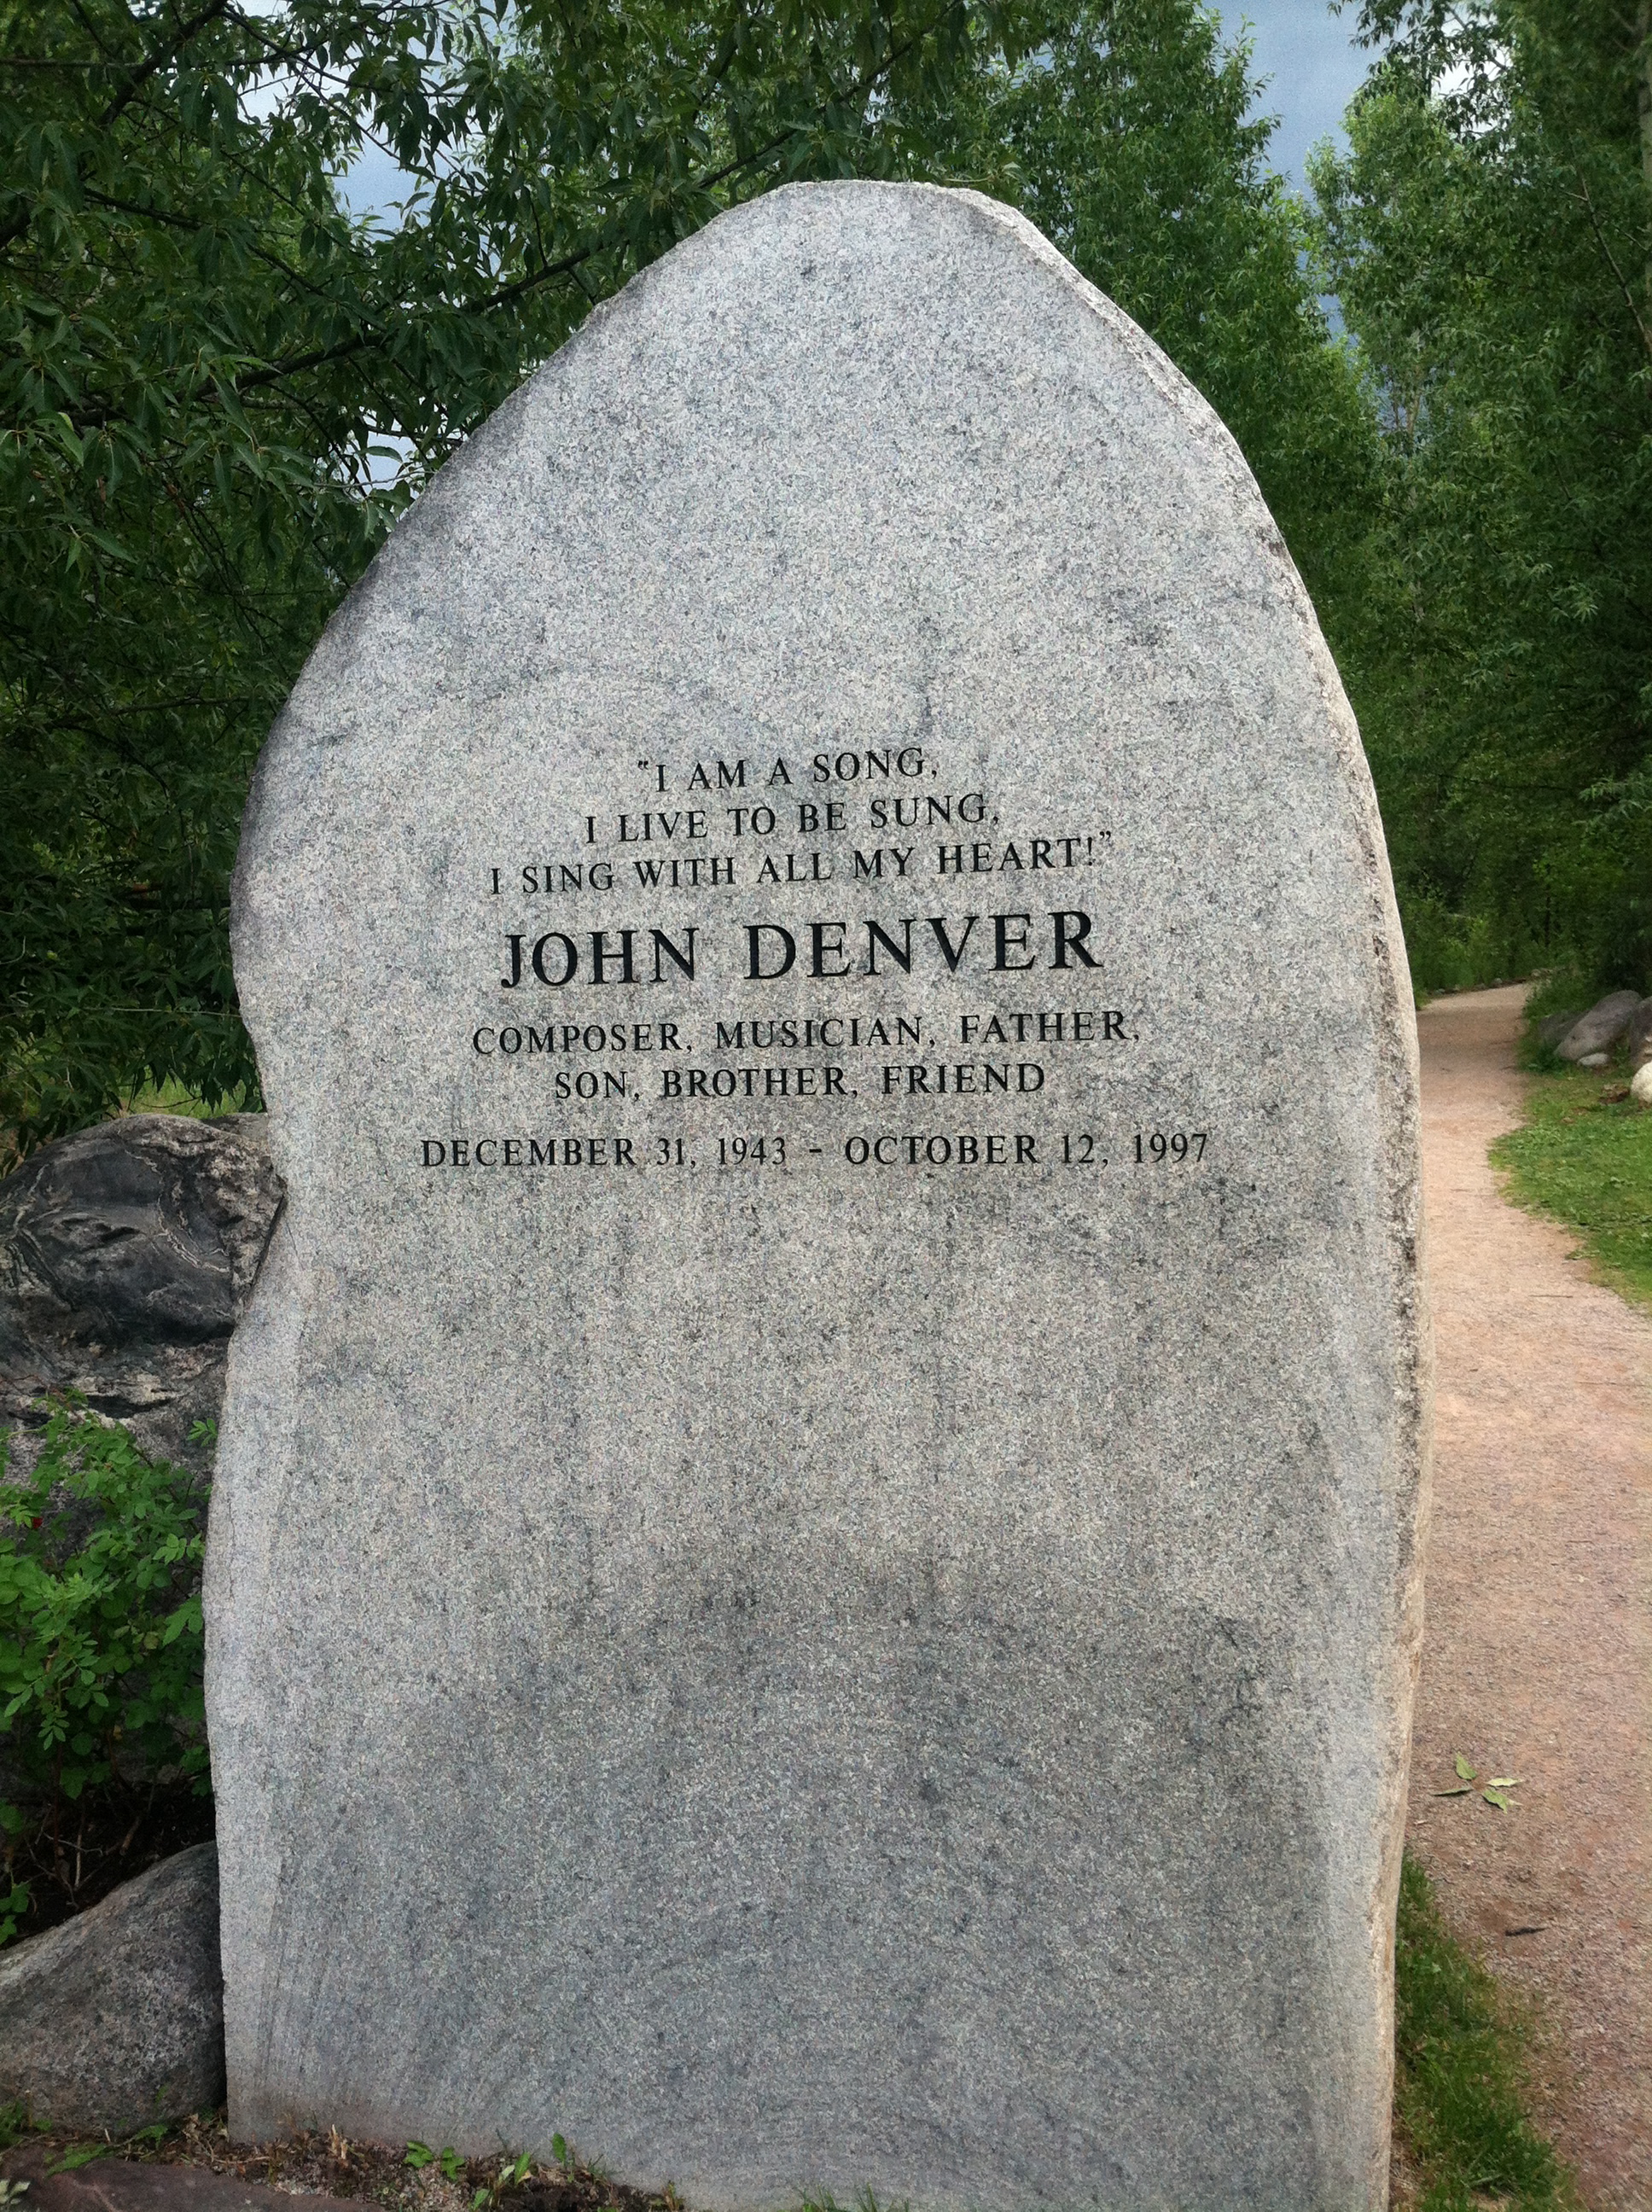 "I AM A SONG,
I LIVE TO BE SUNG,
I SING WITH ALL MY HEART!"
JOHN DENVER
COMPOSER, MUSICIAN, FATHER,
SON, BROTHER, FRIEND
DECEMBER 31, 1943 - OCTOBER 12, 1997